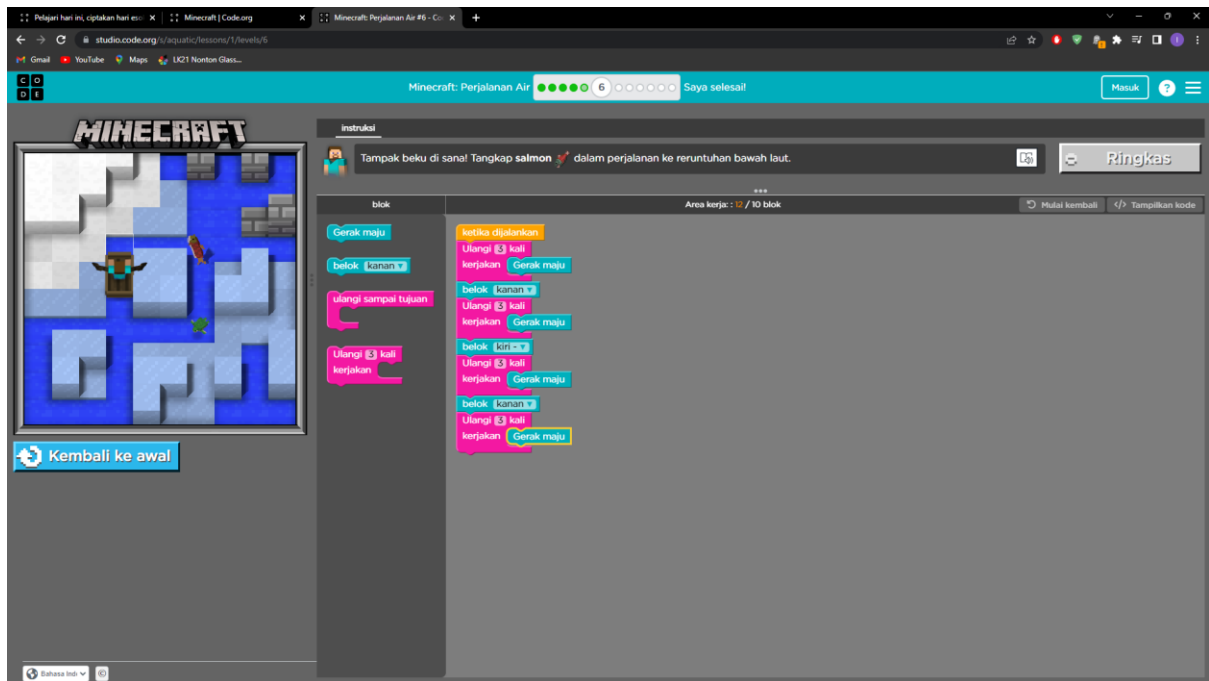 Pelajari hari ini, ciptakan hari eso
Minecraft | Code.org
Minecraft: Perjalanan Air #6 - Co
studio.code.org/s/aquatic/lessons/1/levels/6
Gmail
YouTube
Maps
LK21 Nonton Glass...
C O
D E
Minecraft: Perjalanan Air
6
Saya selesai!
Masuk
?
MINECRAFT
instruksi
Tampak beku di sana! Tangkap salmon dalam perjalanan ke reruntuhan bawah laut.
Ringkas
blok
Area kerja: : 12 / 10 blok
Mulai kembali
</> Tampilkan kode
Gerak maju
belok kanan
ulangi sampai tujuan
Ulangi 3 kali
kerjakan
ketika dijalankan
Ulangi 3 kali
kerjakan Gerak maju
belok kanan
Ulangi 3 kali
kerjakan Gerak maju
belok kiri -
Ulangi 3 kali
kerjakan Gerak maju
belok kanan
Ulangi 3 kali
kerjakan Gerak maju
Kembali ke awal
Bahasa Ind
©